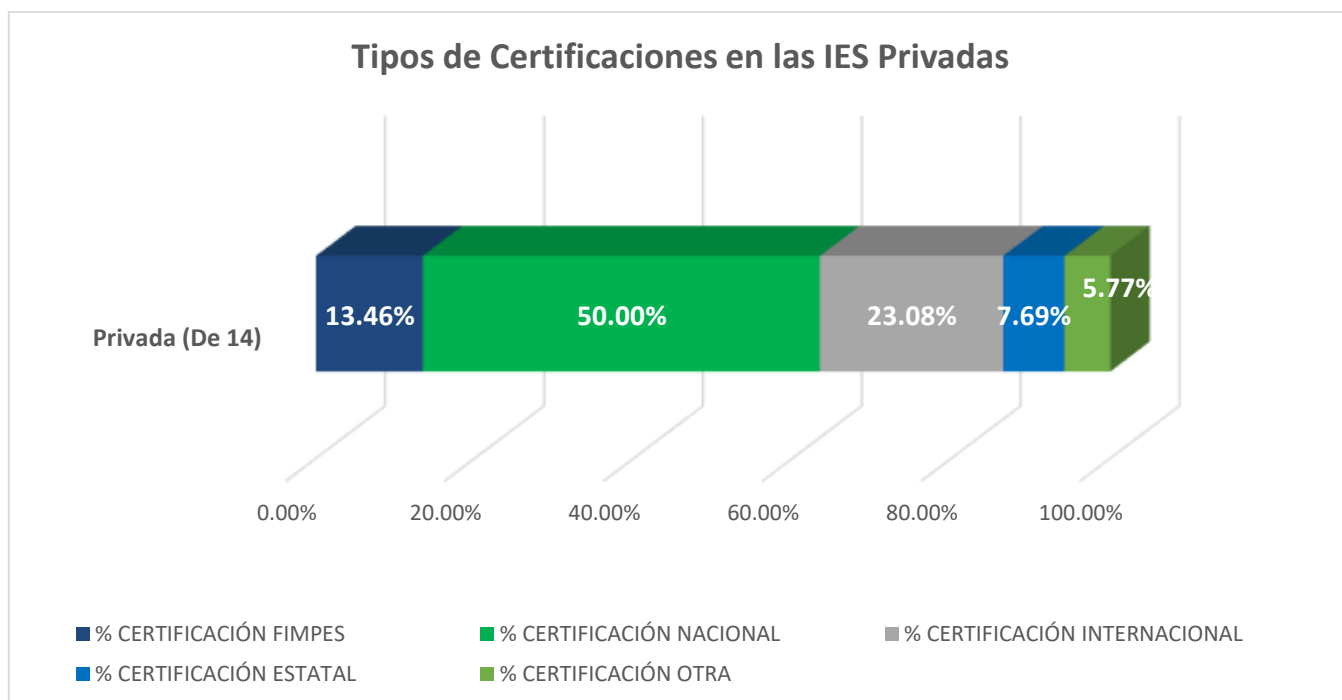 Tipos de Certificaciones en las IES Privadas
Privada (De 14)
13.46% 50.00% 23.08% 7.69% 5.77%
0.00% 20.00% 40.00% 60.00% 80.00% 100.00%
% CERTIFICACIÓN FIMPES % CERTIFICACIÓN NACIONAL % CERTIFICACIÓN INTERNACIONAL
% CERTIFICACIÓN ESTATAL % CERTIFICACIÓN OTRA